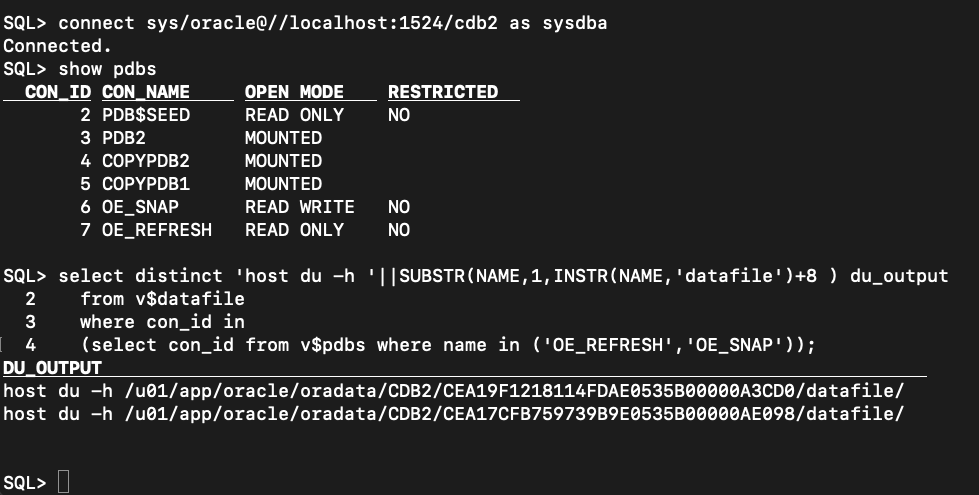 SQL> connect sys/oracle@//localhost:1524/cdb2 as sysdba
Connected.
SQL> show pdbs
CON_ID CON_NAME OPEN MODE RESTRICTED
2 PDB$SEED READ ONLY NO
3 PDB2 MOUNTED
4 COPYPDB2 MOUNTED
5 COPYPDB1 MOUNTED
6 OE_SNAP READ WRITE NO
7 OE_REFRESH READ ONLY NO
SQL> select distinct 'host du -h '||SUBSTR(NAME,1,INSTR(NAME,'datafile')+8 ) du_output
2 from v$datafile
3 where con_id in
4 (select con_id from v$pdbs where name in ('OE_REFRESH','OE_SNAP'));
DU_OUTPUT
host du -h /u01/app/oracle/oradata/CDB2/CEA19F1218114FDAE0535B00000A3CD0/datafile/
host du -h /u01/app/oracle/oradata/CDB2/CEA17CFB759739B9E0535B00000AE098/datafile/
SQL>